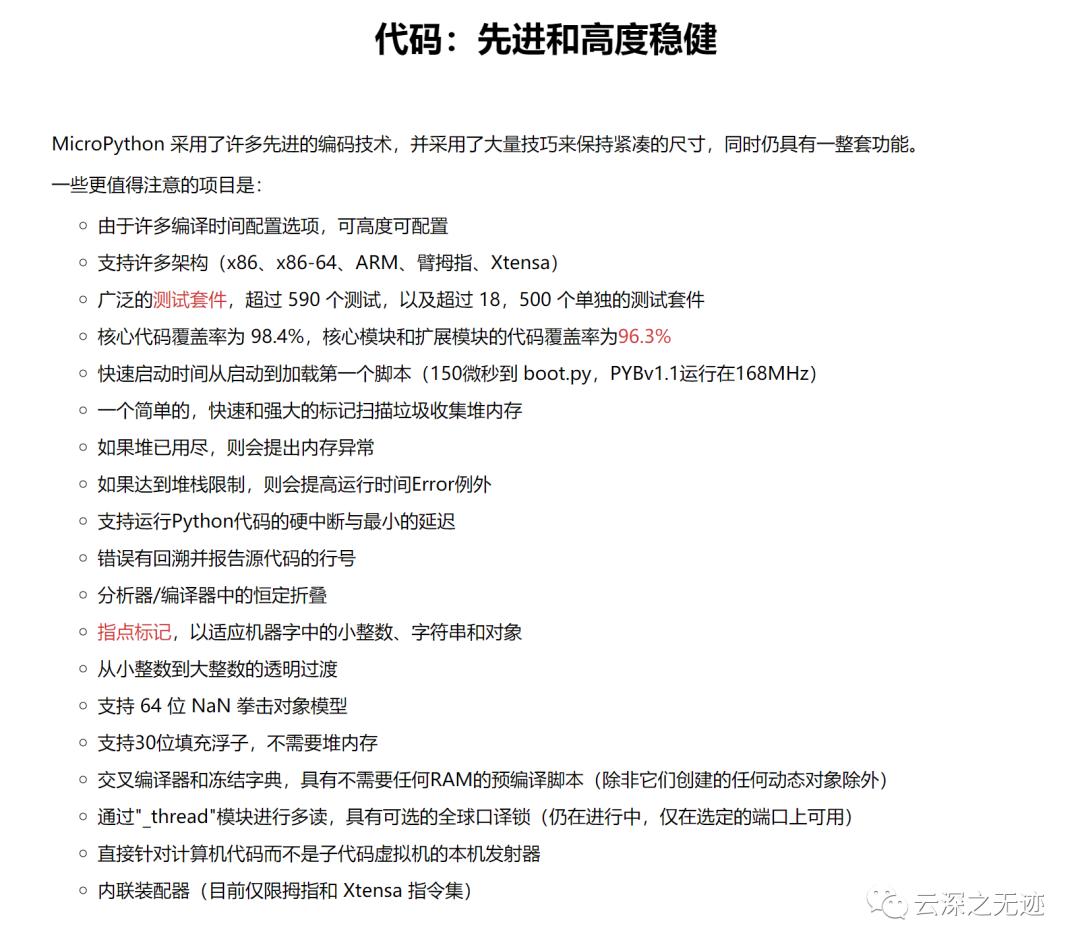 代码：先进和高度稳健
MicroPython 采用了许多先进的编码技术，并采用了大量技巧来保持紧凑的尺寸，同时仍具有一整套功能。
一些更值得注意的项目是：
由于许多编译时间配置选项，可高度可配置
支持许多架构（x86、x86-64、ARM、臂拇指、Xtensa）
广泛的测试套件，超过 590 个测试，以及超过 18，500 个单独的测试套件
核心代码覆盖率为 98.4%，核心模块和扩展模块的代码覆盖率为96.3%
快速启动时间从启动到加载第一个脚本（150微秒到 boot.py，PYBv1.1运行在168MHz）
一个简单的，快速和强大的标记扫描垃圾收集堆内存
如果堆已用尽，则会提出内存异常
如果达到堆栈限制，则会提高运行时间Error例外
支持运行Python代码的硬中断与最小的延迟
错误有回溯并报告源代码的行号
分析器/编译器中的恒定折叠
指点标记，以适应机器字中的小整数、字符串和对象
从小整数到大整数的透明过渡
支持 64 位 NaN 拳击对象模型
支持30位填充浮子，不需要堆内存
交叉编译器和冻结字典，具有不需要任何RAM的预编译脚本（除非它们创建的任何动态对象除外）
通过"_thread"模块进行多读，具有可选的全球口译锁（仍在进行中，仅在选定的端口上可用）
直接针对计算机代码而不是子代码虚拟机的本机发射器
内联装配器（目前仅限拇指和 Xtensa 指令集）
云深之无迹